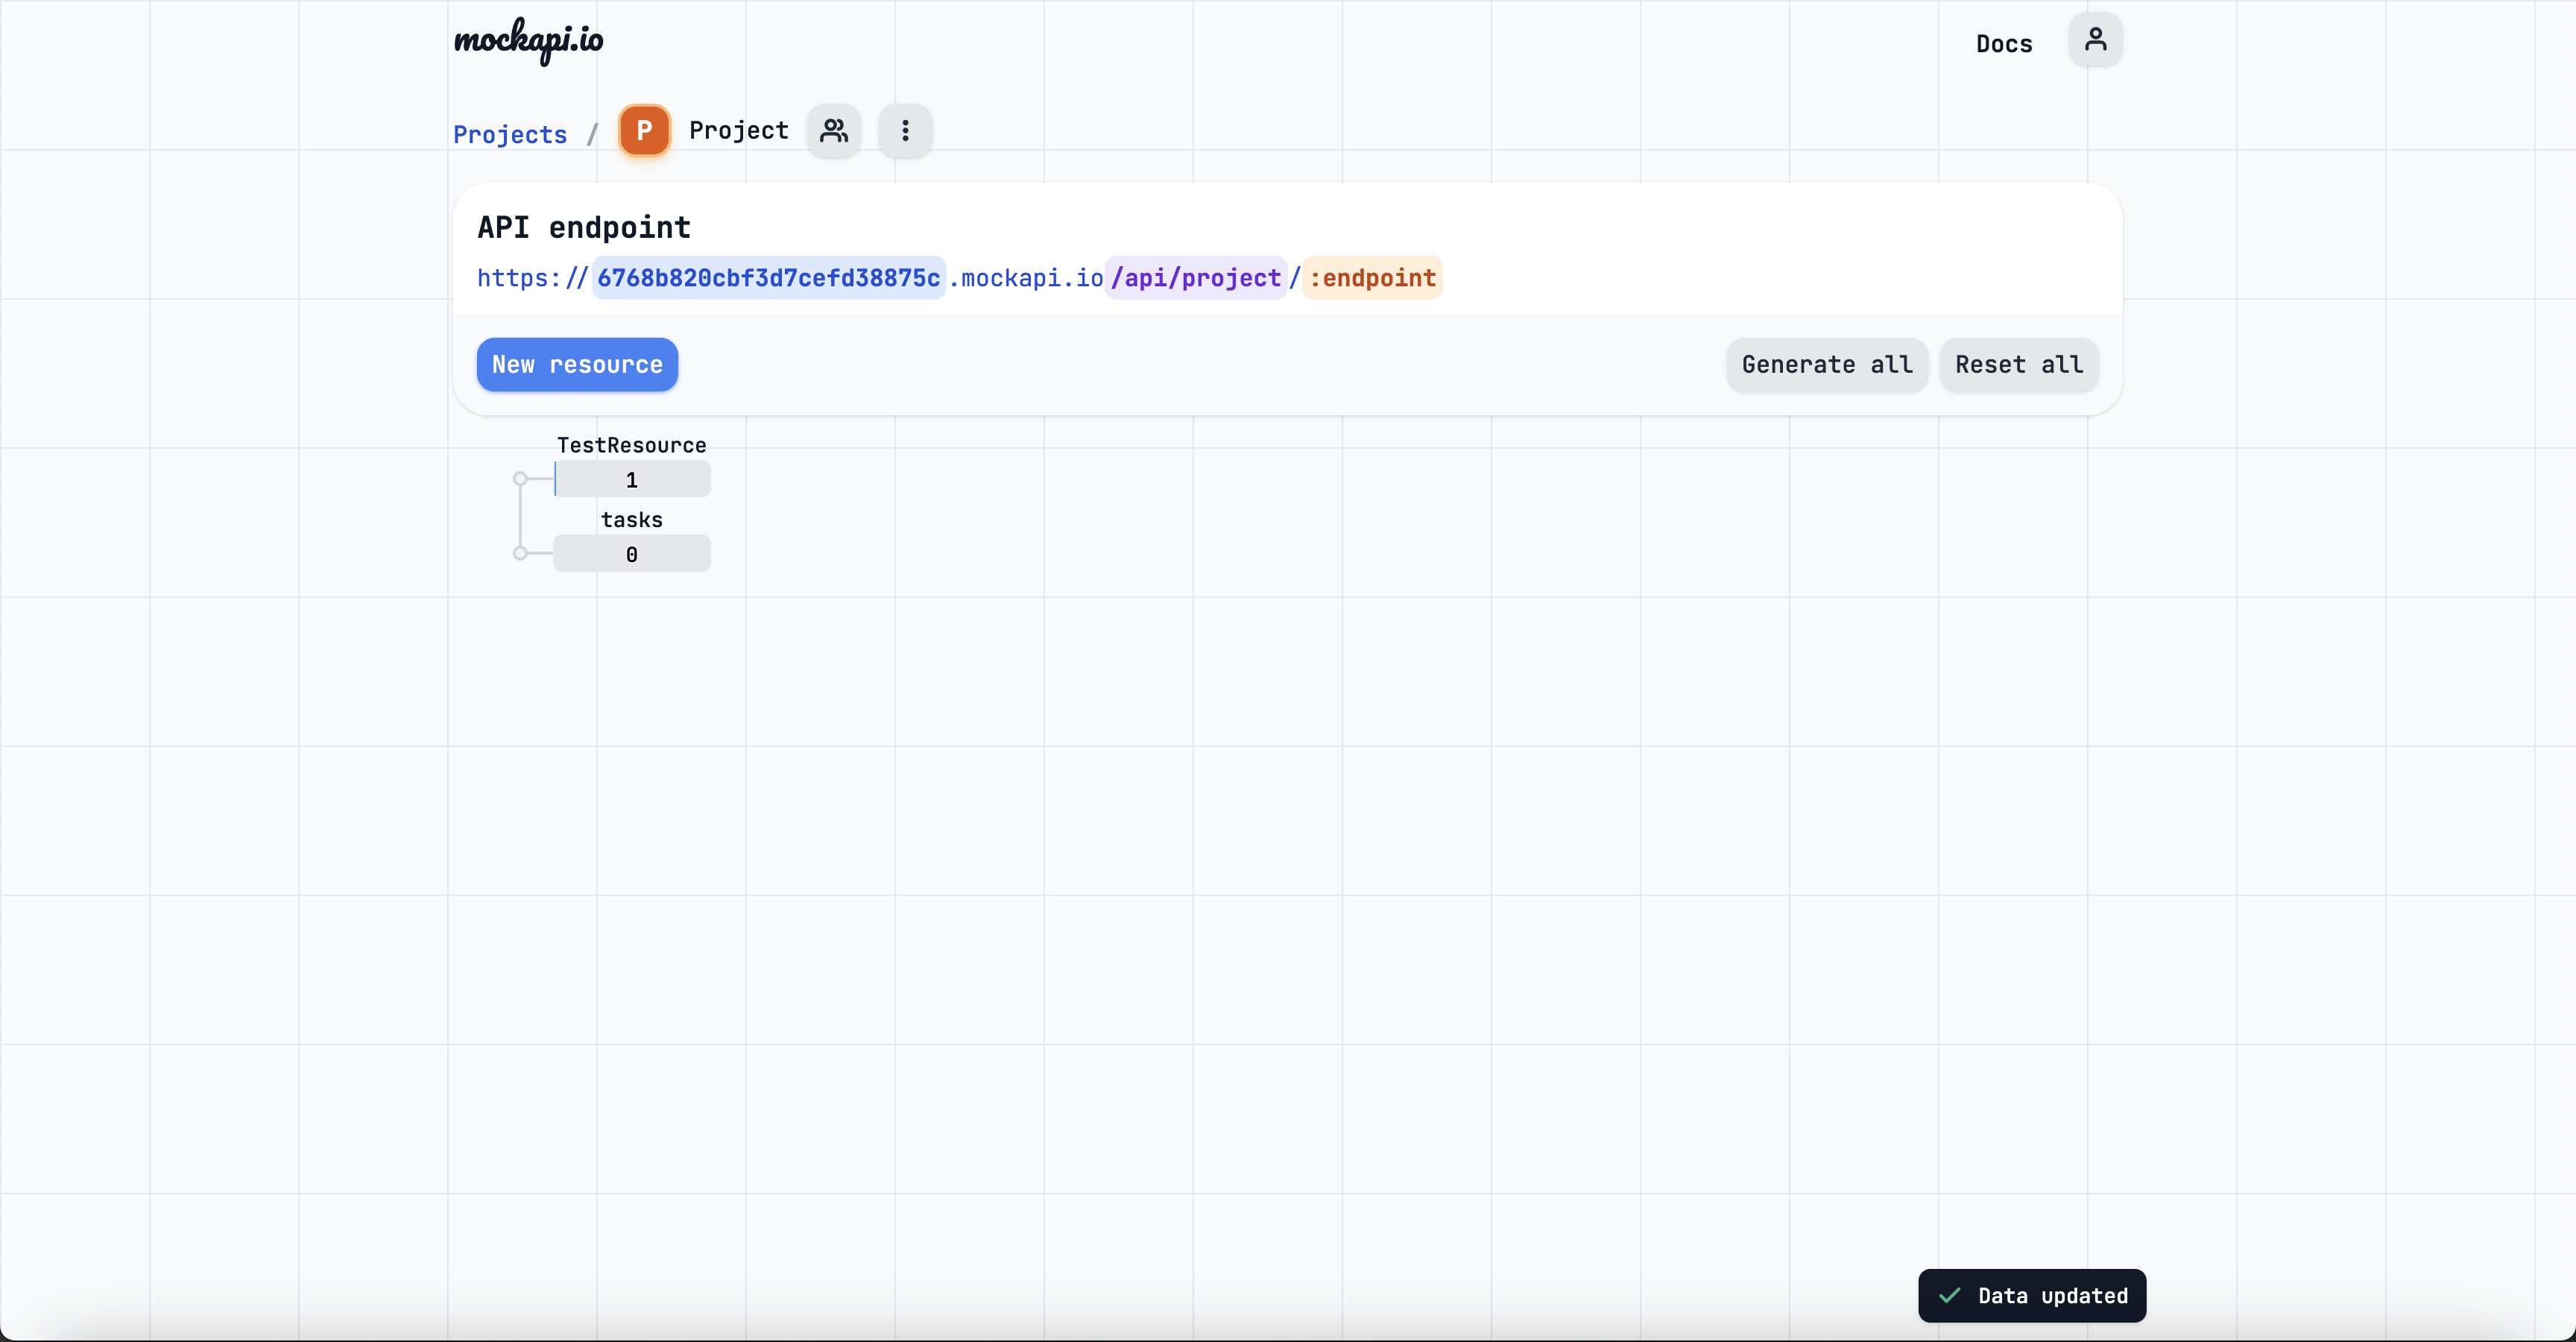 mockapi.io
Docs
Projects / P Project
API endpoint
https://6768b820cbf3d7cefd38875c.mockapi.io/api/project/:endpoint
New resource
Generate all
Reset all
TestResource
1
tasks
0
Data updated